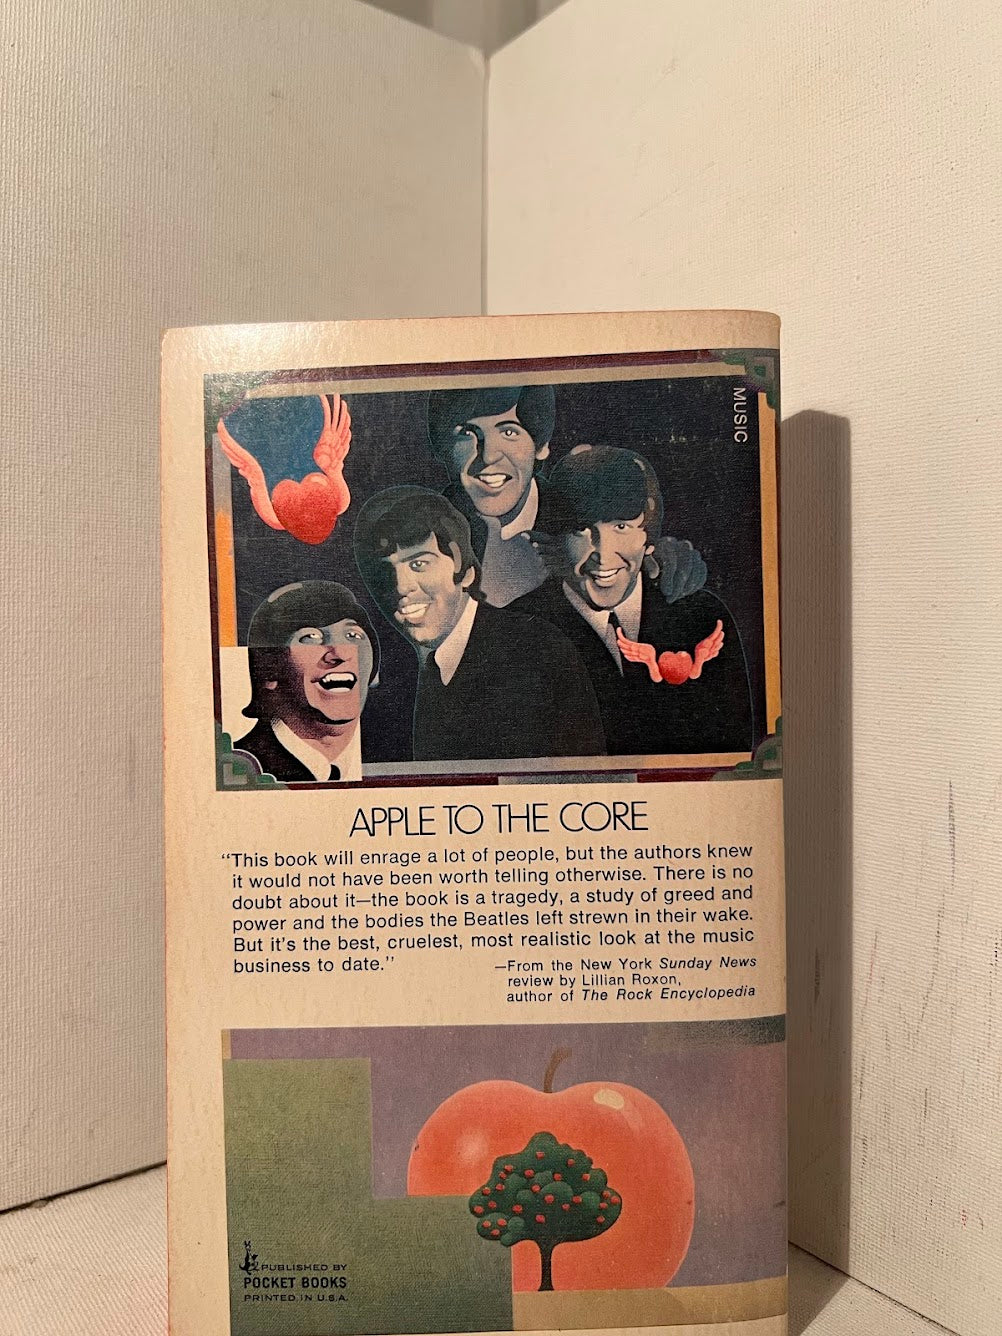 MUSIC
APPLE TO THE CORE
“This book will enrage a lot of people, but the authors knew
it would not have been worth telling otherwise. There is no
doubt about it—the book is a tragedy, a study of greed and
power and the bodies the Beatles left strewn in their wake.
But it’s the best, cruelest, most realistic look at the music
business to date.”
—From the New York Sunday News
review by Lillian Roxon,
author of The Rock Encyclopedia
PUBLISHED BY
POCKET BOOKS
PRINTED IN U.S.A.